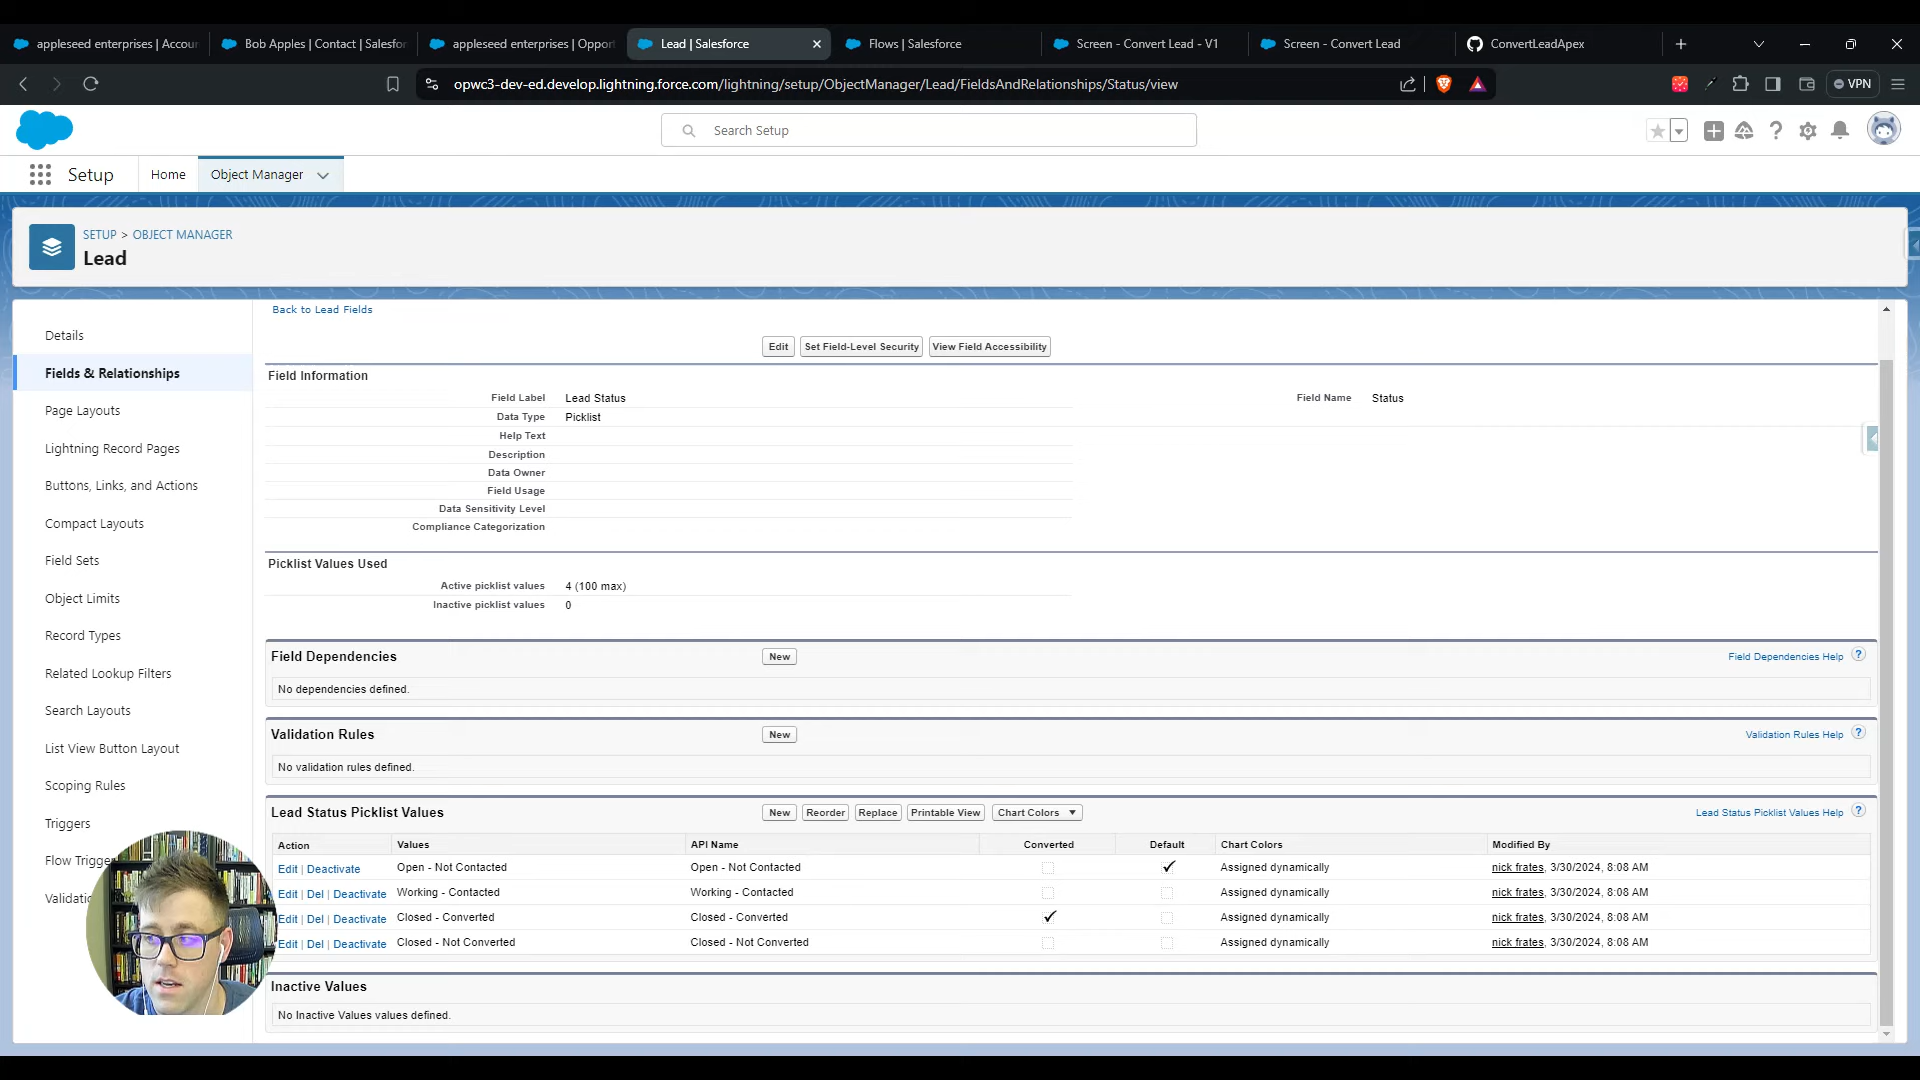 appleseed enterprises | Accou
Bob Apples | Contact | Salesfor
appleseed enterprises | Oppor
Lead | Salesforce
Flows | Salesforce
Screen - Convert Lead - V1
Screen - Convert Lead
ConvertLeadApex
opwc3-dev-ed.develop.lightning.force.com/lightning/setup/ObjectManager/Lead/FieldsAndRelationships/Status/view
VPN
Search Setup
Setup
Home
Object Manager
SETUP > OBJECT MANAGER
Lead
Details
Fields & Relationships
Page Layouts
Lightning Record Pages
Buttons, Links, and Actions
Compact Layouts
Field Sets
Object Limits
Record Types
Related Lookup Filters
Search Layouts
List View Button Layout
Scoping Rules
Triggers
Flow Trigge
Validatio
Back to Lead Fields
Edit
Set Field-Level Security
View Field Accessibility
Field Information
Field Label Lead Status Field Name Status
Data Type Picklist
Help Text
Description
Data Owner
Field Usage
Data Sensitivity Level
Compliance Categorization
Picklist Values Used
Active picklist values 4 (100 max)
Inactive picklist values 0
Field Dependencies New Field Dependencies Help ?
No dependencies defined.
Validation Rules New Validation Rules Help ?
No validation rules defined.
Lead Status Picklist Values New Reorder Replace Printable View Chart Colors Lead Status Picklist Values Help ?
Action Values API Name Converted Default Chart Colors Modified By
Edit | Deactivate Open - Not Contacted Open - Not Contacted Assigned dynamically nick frates, 3/30/2024, 8:08 AM
Edit | Del | Deactivate Working - Contacted Working - Contacted Assigned dynamically nick frates, 3/30/2024, 8:08 AM
Edit | Del | Deactivate Closed - Converted Closed - Converted Assigned dynamically nick frates, 3/30/2024, 8:08 AM
Edit | Del | Deactivate Closed - Not Converted Closed - Not Converted Assigned dynamically nick frates, 3/30/2024, 8:08 AM
Inactive Values
No Inactive Values values defined.